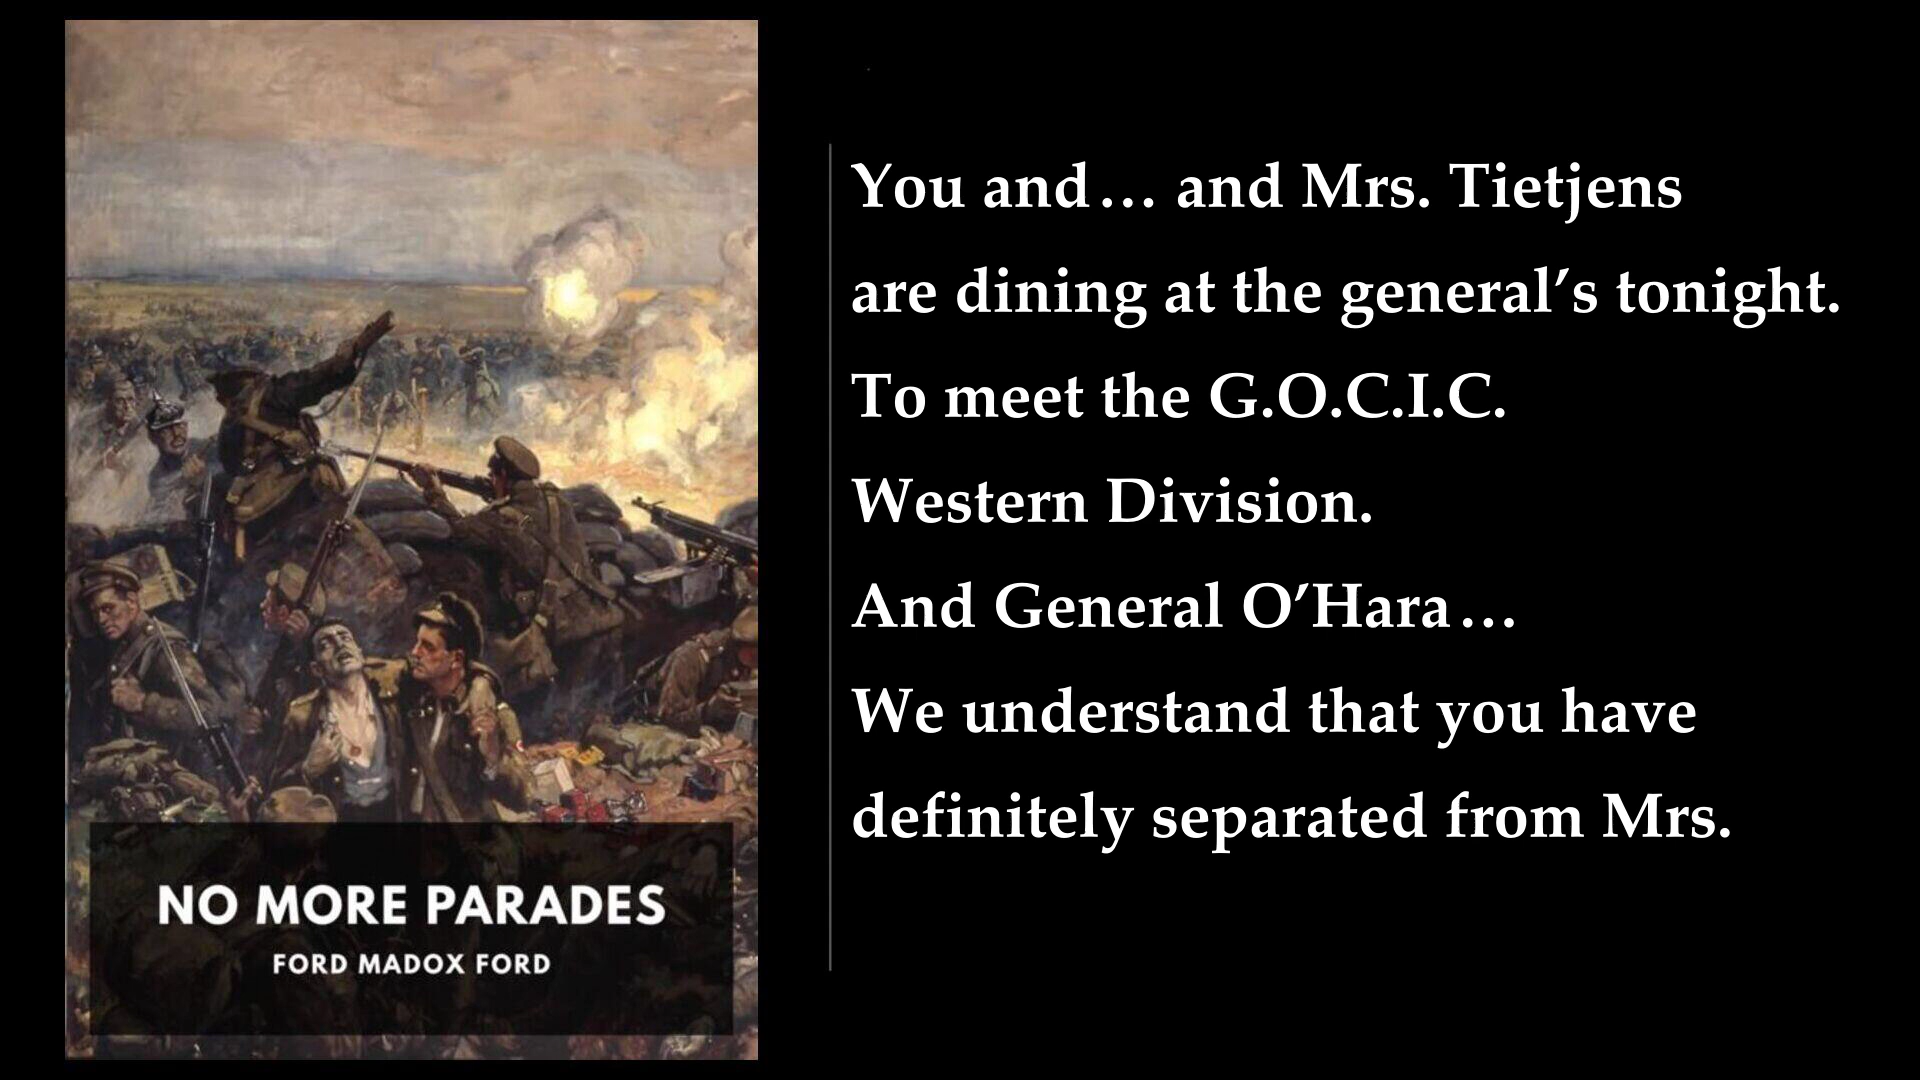 NO MORE PARADES
FORD MADOX FORD
You and… and Mrs. Tietjens
are dining at the general’s tonight.
To meet the G.O.C.I.C.
Western Division.
And General O’Hara…
We understand that you have
definitely separated from Mrs.